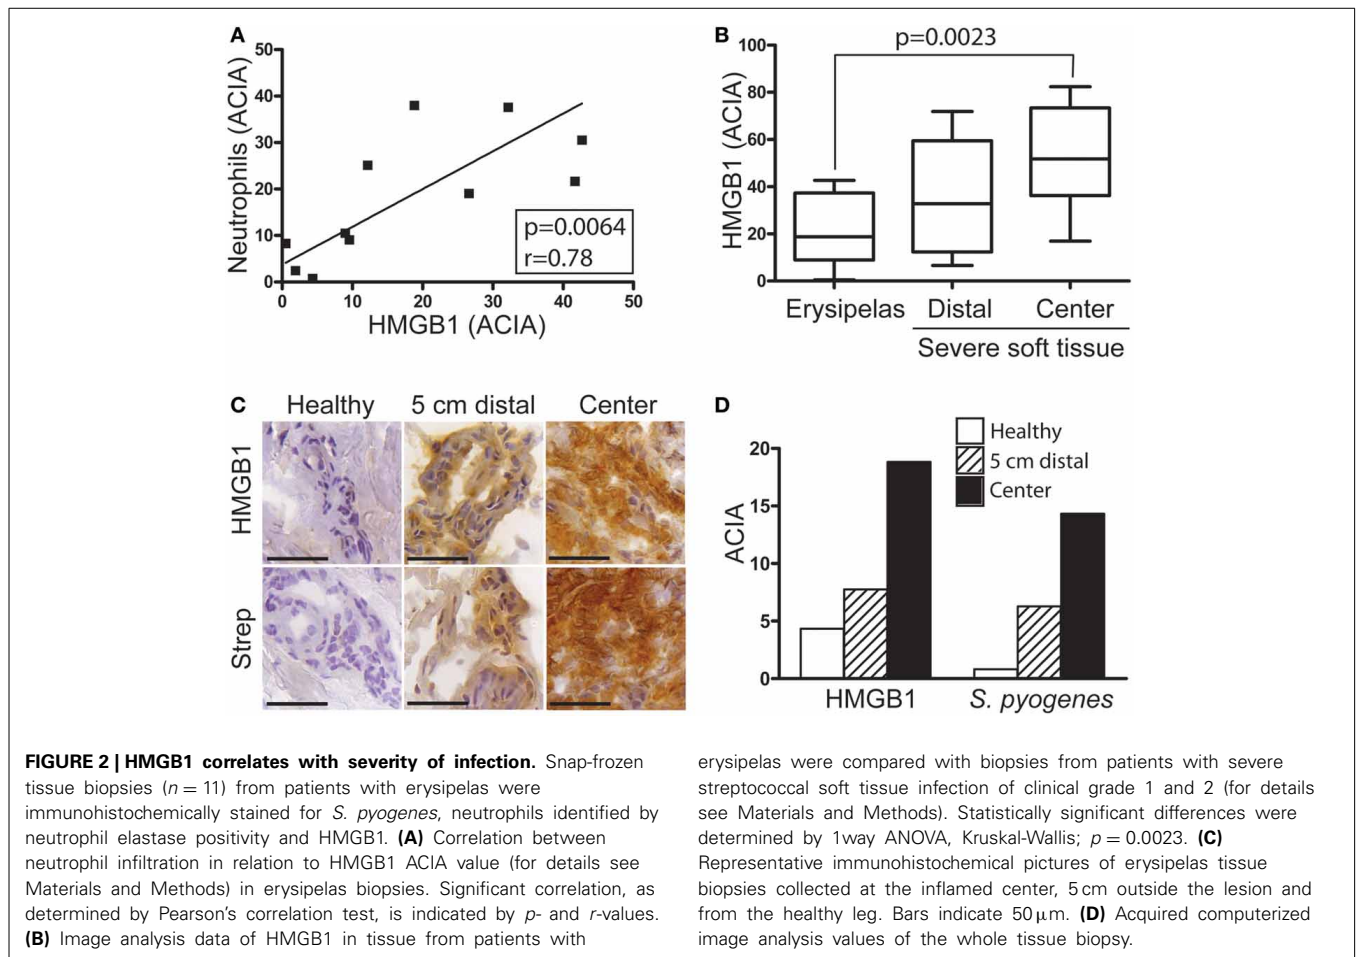 A
50
40
30
20
10
0
Neutrophils (ACIA)
p=0.0064
r=0.78
0 10 20 30 40 50
HMGB1 (ACIA)
B
p=0.0023
100
80
60
40
20
0
HMGB1 (ACIA)
Erysipelas Distal Center
Severe soft tissue
C
Healthy 5 cm distal Center
HMGB1
Strep
D
Healthy
5 cm distal
Center
20
15
10
5
0
ACIA
HMGB1 S. pyogenes
FIGURE 2 | HMGB1 correlates with severity of infection. Snap-frozen
tissue biopsies (n = 11) from patients with erysipelas were
immunohistochemically stained for S. pyogenes, neutrophils identified by
neutrophil elastase positivity and HMGB1. (A) Correlation between
neutrophil infiltration in relation to HMGB1 ACIA value (for details see
Materials and Methods) in erysipelas biopsies. Significant correlation, as
determined by Pearson's correlation test, is indicated by p- and r-values.
(B) Image analysis data of HMGB1 in tissue from patients with
erysipelas were compared with biopsies from patients with severe
streptococcal soft tissue infection of clinical grade 1 and 2 (for details
see Materials and Methods). Statistically significant differences were
determined by 1way ANOVA, Kruskal-Wallis; p = 0.0023. (C)
Representative immunohistochemical pictures of erysipelas tissue
biopsies collected at the inflamed center, 5 cm outside the lesion and
from the healthy leg. Bars indicate 50 μm. (D) Acquired computerized
image analysis values of the whole tissue biopsy.